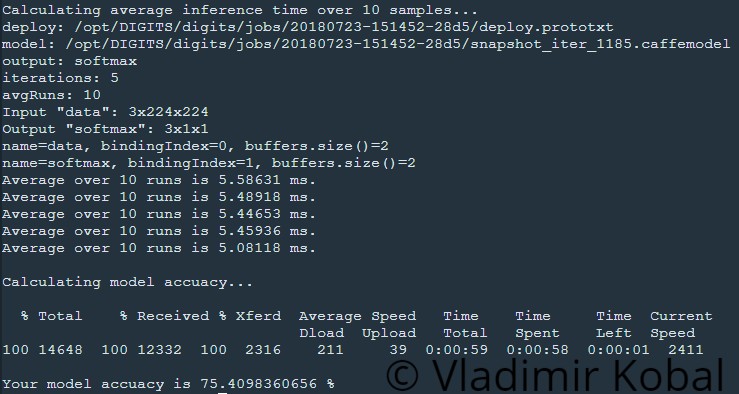 Calculating average inference time over 10 samples...
deploy: /opt/DIGITS/digits/jobs/20180723-151452-28d5/deploy.prototxt
model: /opt/DIGITS/digits/jobs/20180723-151452-28d5/snapshot_iter_1185.caffemodel
output: softmax
iterations: 5
avgRuns: 10
Input "data": 3x224x224
Output "softmax": 3x1x1
name=data, bindingIndex=0, buffers.size()=2
name=softmax, bindingIndex=1, buffers.size()=2
Average over 10 runs is 5.58631 ms.
Average over 10 runs is 5.48918 ms.
Average over 10 runs is 5.44653 ms.
Average over 10 runs is 5.45936 ms.
Average over 10 runs is 5.08118 ms.
Calculating model accuacy...
% Total % Received % Xferd Average Speed Time Time Time Current
Dload Upload Total Spent Left Speed
100 14648 100 12332 100 2316 211 39 0:00:59 0:00:58 0:00:01 2411
Your model accuacy is 75.4098360656 %
© Vladimir Kobal